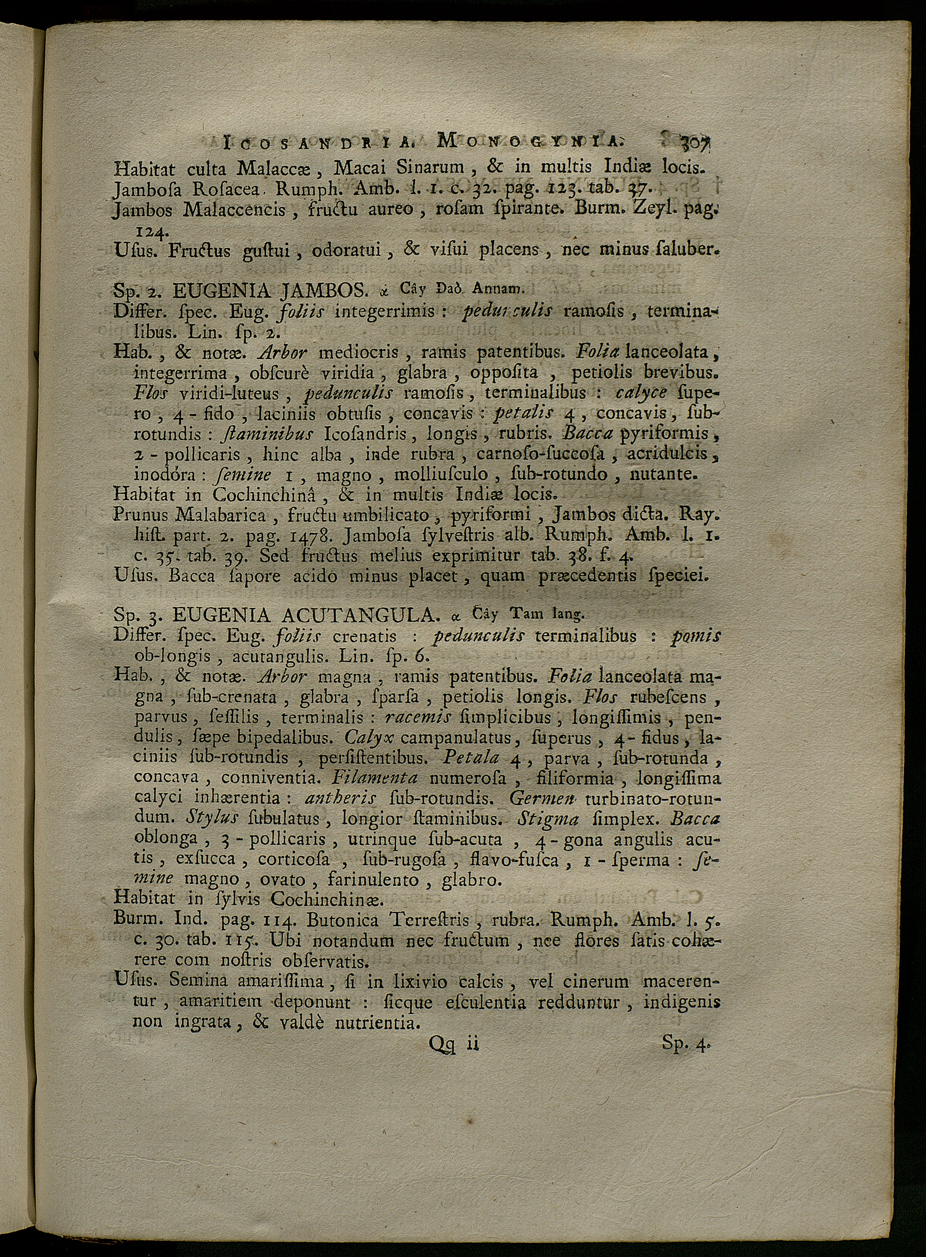 ICOSANDRIA. MONOGYNIA. 307
Habitat culta Malaccæ , Macai Sinarum , & in multis Indiæ locis.
Jamboſa Roſacea. Rumph. Amb. l. 1. c. 32. pag. 123. tab. 37.
Jambos Malaccencis , fructu aureo , roſam ſpirante. Burm. Zeyl. pag.
124.
Uſus. Fructus guſtui , odoratui , & viſui placens , nec minus ſaluber.
Sp. 2. EUGENIA JAMBOS. α Cây Đaò. Annam.
Differ. ſpec. Eug. foliis integerrimis : pedunculis ramoſis , termina-
libus. Lin. ſp. 2.
Hab. , & notæ. Arbor mediocris , ramis patentibus. Folia lanceolata ,
integerrima , obſcurè viridia , glabra , oppoſita , petiolis brevibus.
Flos viridi-luteus , pedunculis ramoſis , terminalibus : calyce ſupe-
ro , 4 - fido , laciniis obtuſis , concavis : petalis 4 , concavis , ſub-
rotundis : ſtaminibus Icoſandris , longis , rubris. Bacca pyriformis ,
2 - pollicaris , hinc alba , inde rubra , carnoſo-ſuccoſa , acridulcis ,
inodóra : ſemine 1 , magno , molliuſculo , ſub-rotundo , nutante.
Habitat in Cochinchinâ , & in multis Indiæ locis.
Prunus Malabarica , fructu umbilicato , pyriformi , Jambos dicta. Ray.
hiſt. part. 2. pag. 1478. Jamboſa ſylveſtris alb. Rumph. Amb. l. 1.
c. 35. tab. 39. Sed fructus melius exprimitur tab. 38. f. 4.
Uſus. Bacca ſapore acido minus placet , quam præcedentis ſpeciei.
Sp. 3. EUGENIA ACUTANGULA. α Cây Tam lang.
Differ. ſpec. Eug. foliis crenatis : pedunculis terminalibus : pomis
ob-longis , acutangulis. Lin. ſp. 6.
Hab. , & notæ. Arbor magna , ramis patentibus. Folia lanceolata ma-
gna , ſub-crenata , glabra , ſparſa , petiolis longis. Flos rubeſcens ,
parvus , ſeſſilis , terminalis : racemis ſimplicibus , longiſſimis , pen-
dulis , ſæpe bipedalibus. Calyx campanulatus , ſuperus , 4- fidus , la-
ciniis ſub-rotundis , perſiſtentibus. Petala 4 , parva , ſub-rotunda ,
concava , conniventia. Filamenta numeroſa , filiformia , longiſſima
calyci inhærentia : antheris ſub-rotundis. Germen turbinato-rotun-
dum. Stylus ſubulatus , longior ſtaminibus. Stigma ſimplex. Bacca
oblonga , 3 - pollicaris , utrinque ſub-acuta , 4 - gona angulis acu-
tis , exſucca , corticoſa , ſub-rugoſa , flavo-fuſca , 1 - ſperma : ſe-
mine magno , ovato , farinulento , glabro.
Habitat in ſylvis Cochinchinæ.
Burm. Ind. pag. 114. Butonica Terreſtris , rubra. Rumph. Amb. l. 5.
c. 30. tab. 115. Ubi notandum nec fructum , nee flores ſatis cohæ-
rere com noſtris obſervatis.
Uſus. Semina amariſſima , ſi in lixivio calcis , vel cinerum maceren-
tur , amaritiem deponunt : ſicque eſculentia redduntur , indigenis
non ingrata , & valdè nutrientia.
Qq ii Sp. 4.